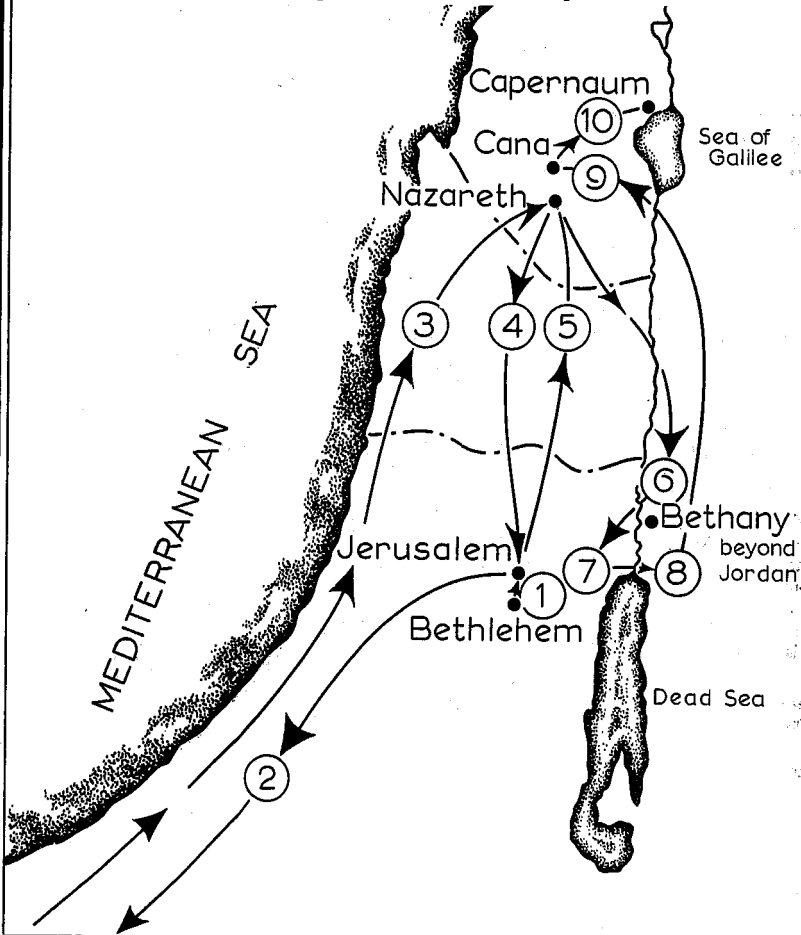 Capernaum
10
Cana
Sea of
Galilee
9
Nazareth
3
4
5
MEDITERRANEAN SEA
6
Bethany
beyond
Jordan
Jerusalem
7
8
1
Bethlehem
Dead Sea
2